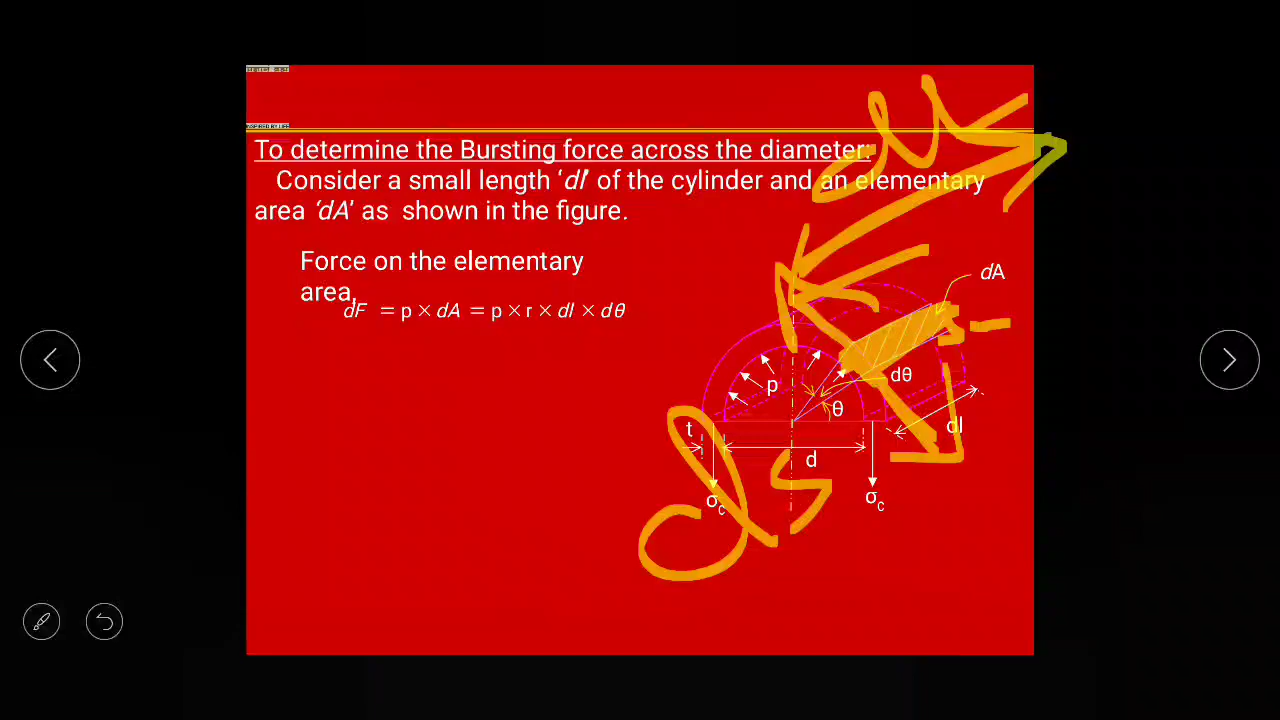 To determine the Bursting force across the diameter:
Consider a small length ‘dl’ of the cylinder and an elementary
area ‘dA’ as shown in the figure.
Force on the elementary
area,
dF = p × dA = p × r × dl × dθ
dl
dA
p
dθ
θ
t
d
dl
σc
σc
ds